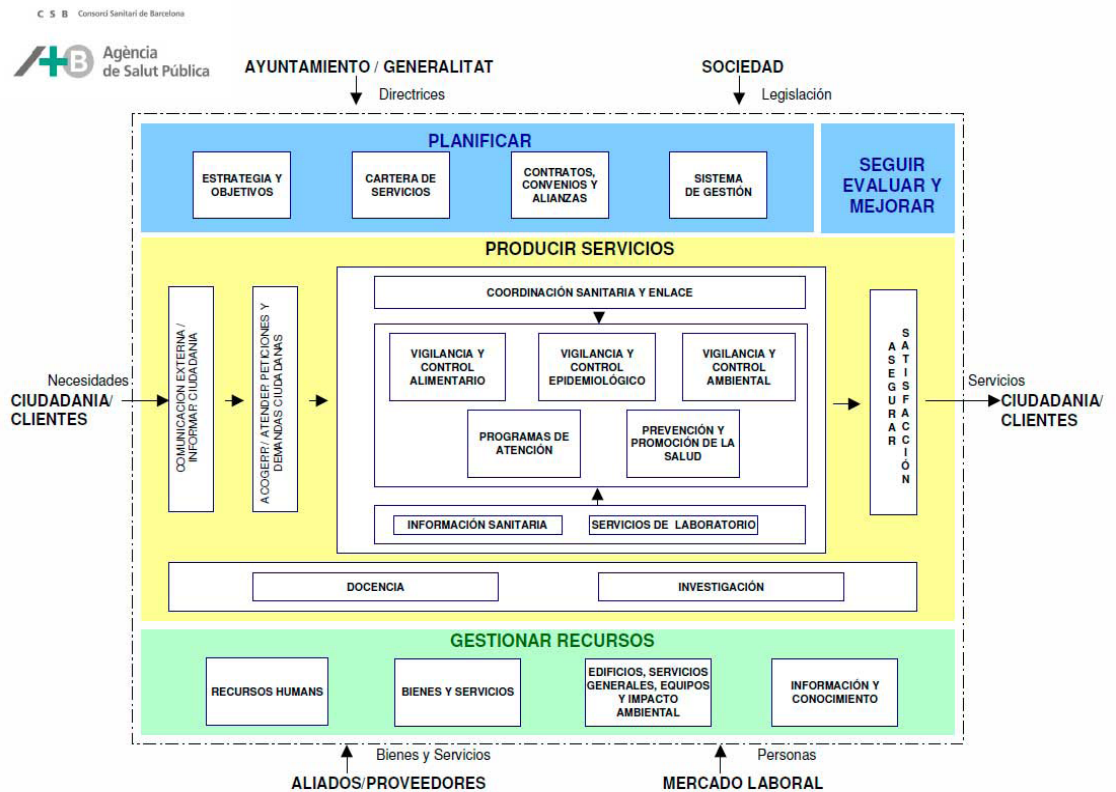 C S B Consorci Sanitari de Barcelona
Agència
de Salut Pública
AYUNTAMIENTO / GENERALITAT
SOCIEDAD
Directrices
Legislación
PLANIFICAR
ESTRATEGIA Y
OBJETIVOS
CARTERA DE
SERVICIOS
CONTRATOS,
CONVENIOS Y
ALIANZAS
SISTEMA
DE GESTIÓN
SEGUIR
EVALUAR Y
MEJORAR
PRODUCIR SERVICIOS
Necesidades
CIUDADANIA/
CLIENTES
COMUNICACION EXTERNA /
INFORMAR CIUDADANIA
ACOGERR/ ATENDER PETICIONES Y
DEMANDAS CIUDADANAS
COORDINACIÓN SANITARIA Y ENLACE
VIGILANCIA Y
CONTROL
ALIMENTARIO
VIGILANCIA Y
CONTROL
EPIDEMIOLÓGICO
VIGILANCIA Y
CONTROL
AMBIENTAL
PROGRAMAS DE
ATENCIÓN
PREVENCIÓN Y
PROMOCIÓN DE LA
SALUD
INFORMACIÓN SANITARIA
SERVICIOS DE LABORATORIO
ASEGURAR
SATISFACCIÓN
Servicios
CIUDADANIA/
CLIENTES
DOCENCIA
INVESTIGACIÓN
GESTIONAR RECURSOS
RECURSOS HUMANS
BIENES Y SERVICIOS
EDIFICIOS, SERVICIOS
GENERALES, EQUIPOS
Y IMPACTO
AMBIENTAL
INFORMACIÓN Y
CONOCIMIENTO
Bienes y Servicios
Personas
ALIADOS/PROVEEDORES
MERCADO LABORAL